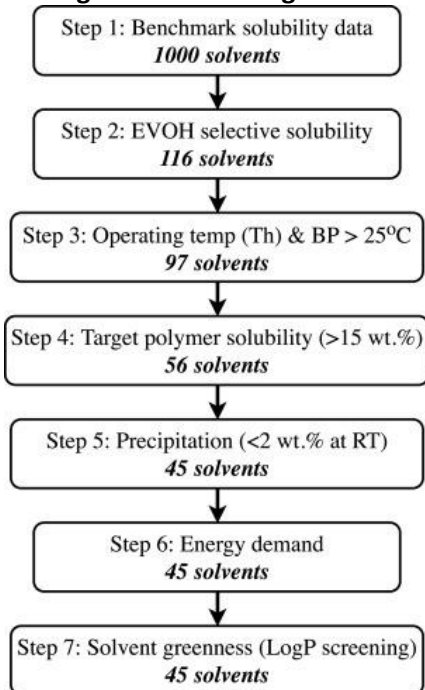 Step 1: Benchmark solubility data
1000 solvents
Step 2: EVOH selective solubility
116 solvents
Step 3: Operating temp (Th) & BP > 25°C
97 solvents
Step 4: Target polymer solubility (>15 wt.%)
56 solvents
Step 5: Precipitation (<2 wt.% at RT)
45 solvents
Step 6: Energy demand
45 solvents
Step 7: Solvent greenness (LogP screening)
45 solvents